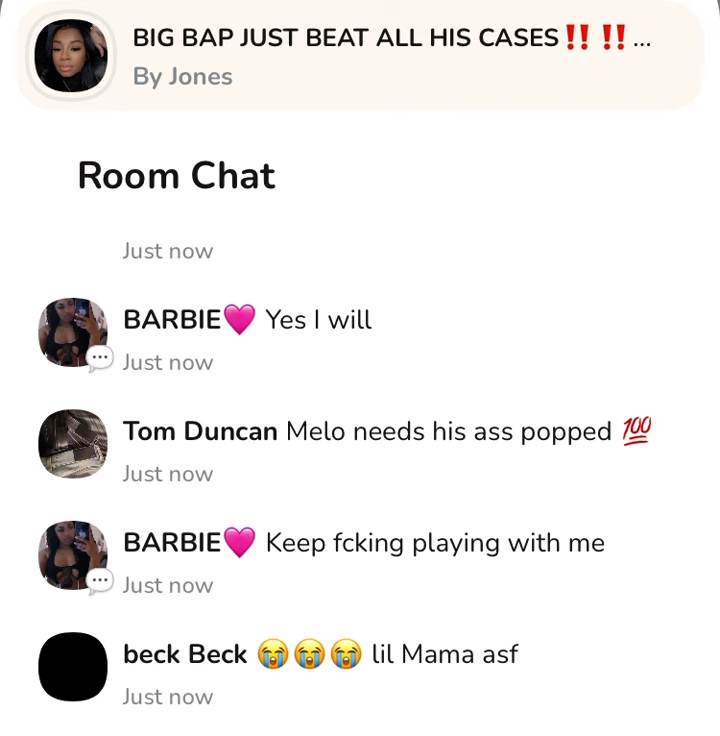 BIG BAP JUST BEAT ALL HIS CASES‼️ ‼️...
By Jones
Room Chat
Just now
BARBIE🩷 Yes I will
Just now
Tom Duncan Melo needs his ass popped 💯
Just now
BARBIE🩷 Keep fcking playing with me
Just now
beck Beck 😭😭😭 lil Mama asf
Just now